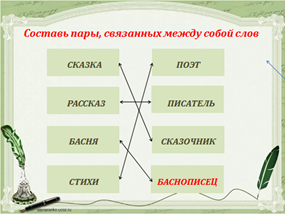 Составь пары, связанных между собой слов
СКАЗКА ПОЭТ
РАССКАЗ ПИСАТЕЛЬ
БАСНЯ СКАЗОЧНИК
СТИХИ БАСНОПИСЕЦ